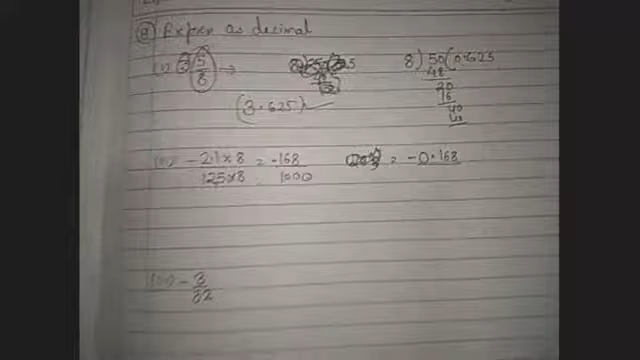 (8) Express as decimal
(i) 3 5/8 →
(3.625)
8) 50 (0.625
48
20
16
40
40
(ii) -21×8 / 125×8 = -168 / 1000 = -0.168
(iii) -3/32